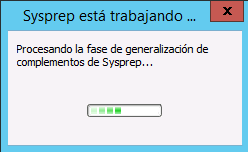 Sysprep está trabajando ...
Procesando la fase de generalización de
complementos de Sysprep...